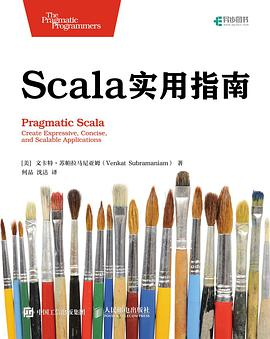 The
Pragmatic
Programmers
异步图书
Scala实用指南
Pragmatic Scala
Create Expressive, Concise,
and Scalable Applications
[美] 文卡特·苏帕拉马尼亚姆（Venkat Subramaniam） 著
何品 沈达 译
中国工信出版集团
人民邮电出版社